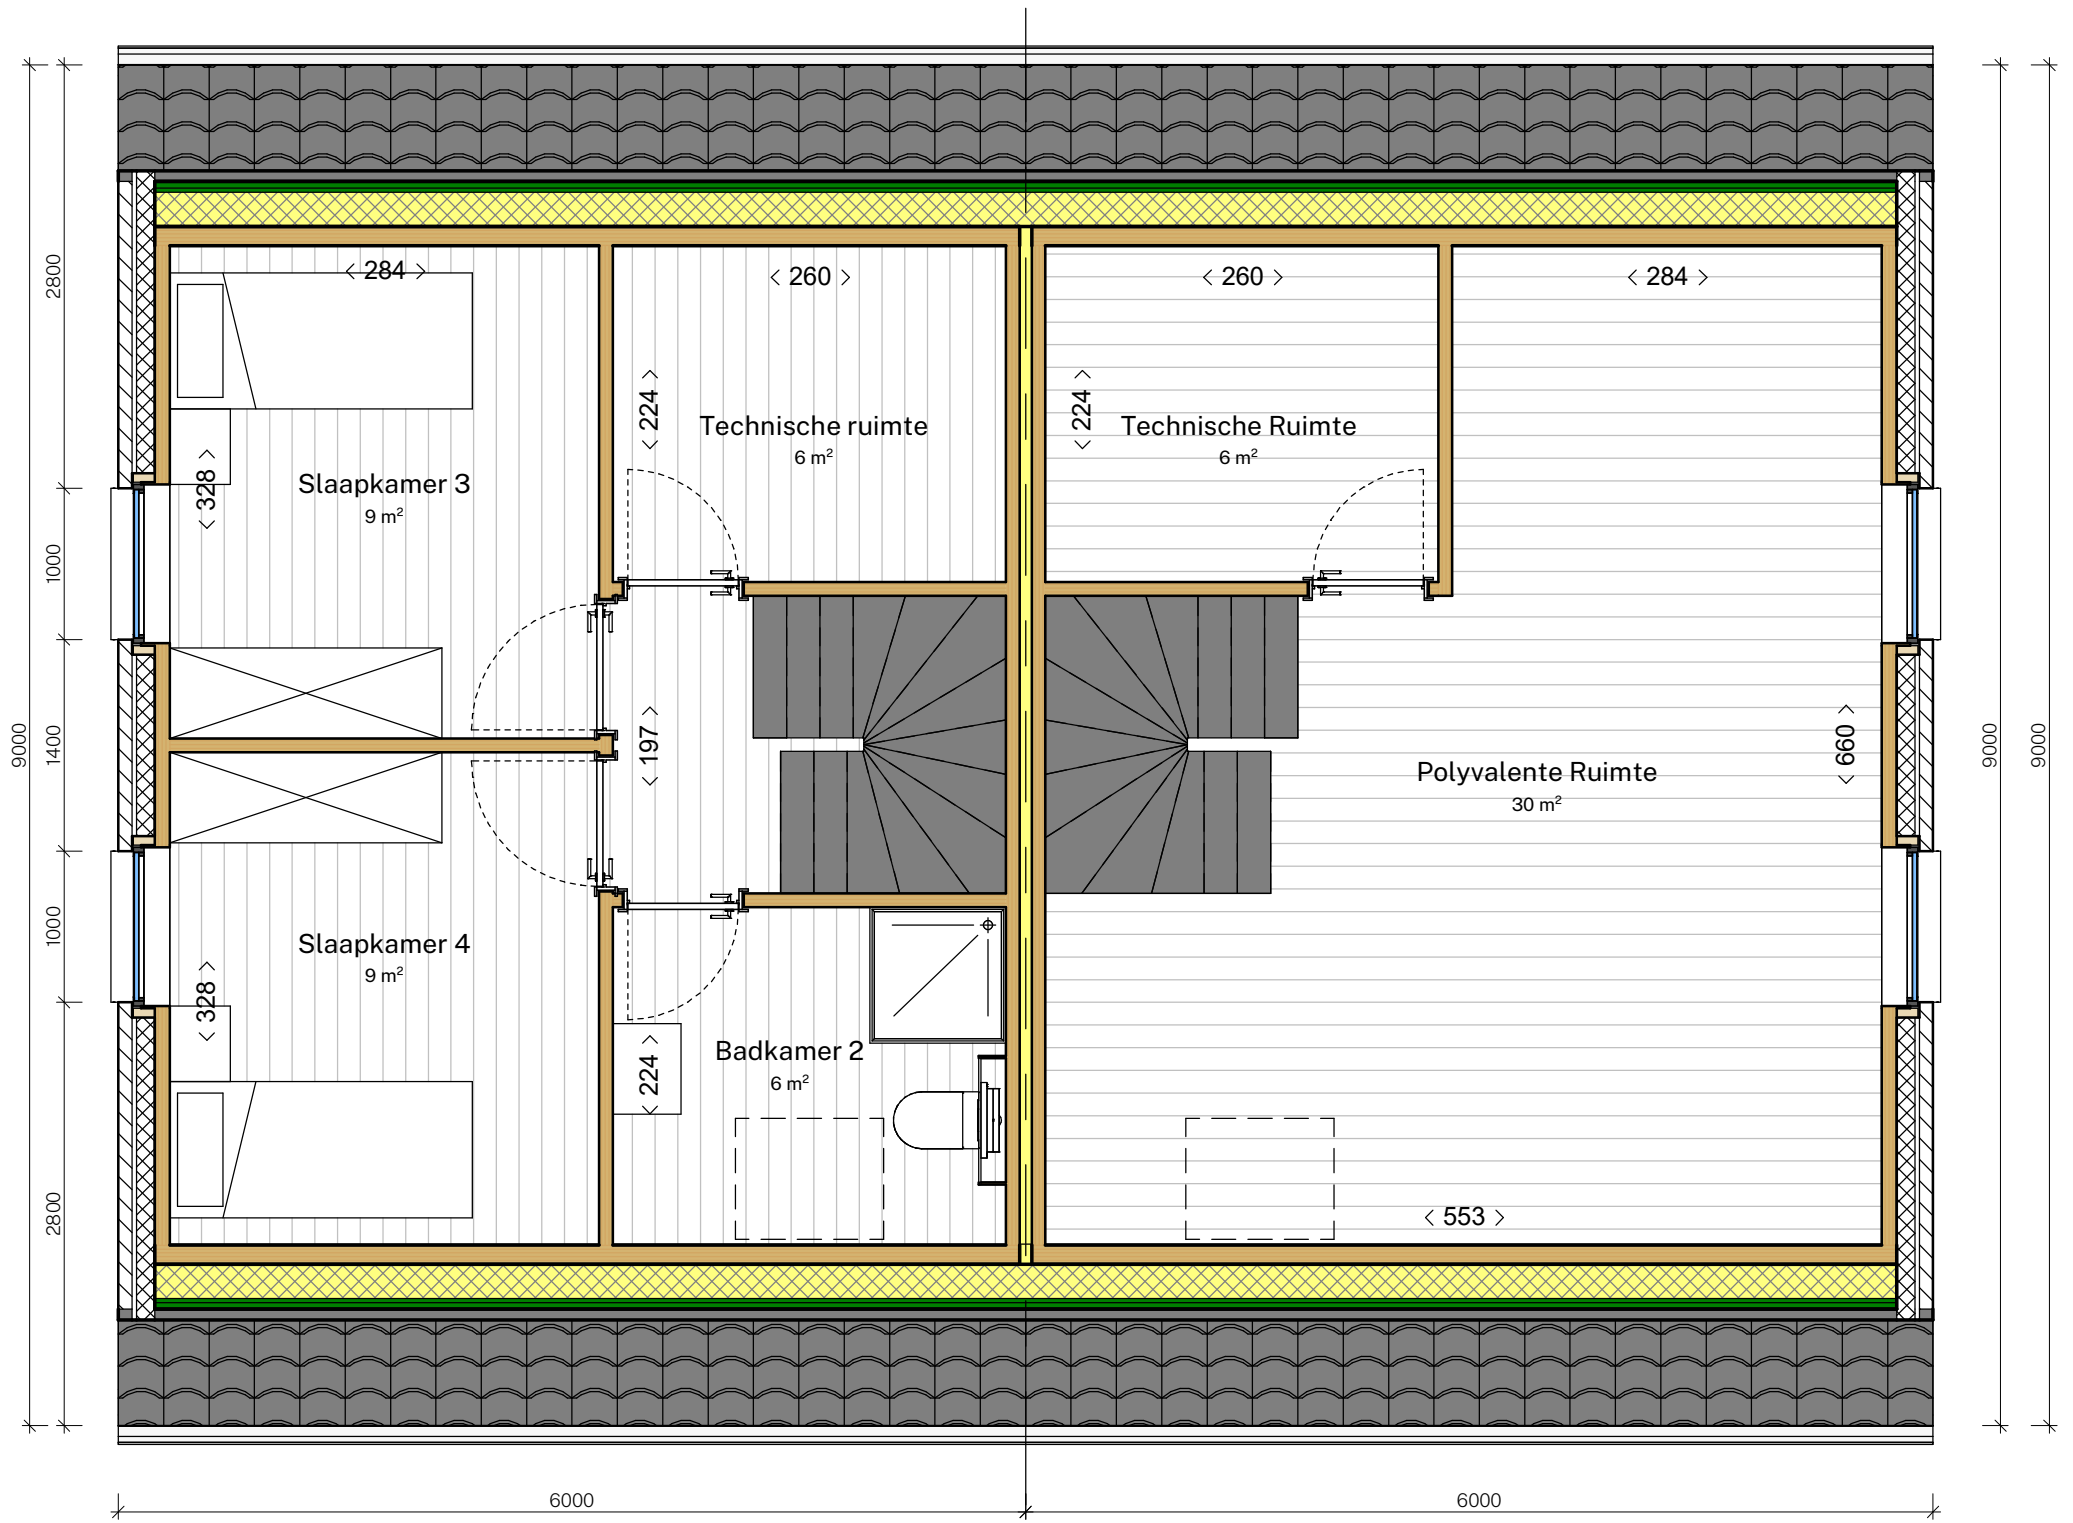 284
260
260
284
2800
224
224
Technische ruimte
6 m²
Technische Ruimte
6 m²
328
Slaapkamer 3
9 m²
1000
9000
1400
197
660
9000
9000
Polyvalente Ruimte
30 m²
1000
Slaapkamer 4
9 m²
328
Badkamer 2
6 m²
224
2800
553
6000
6000